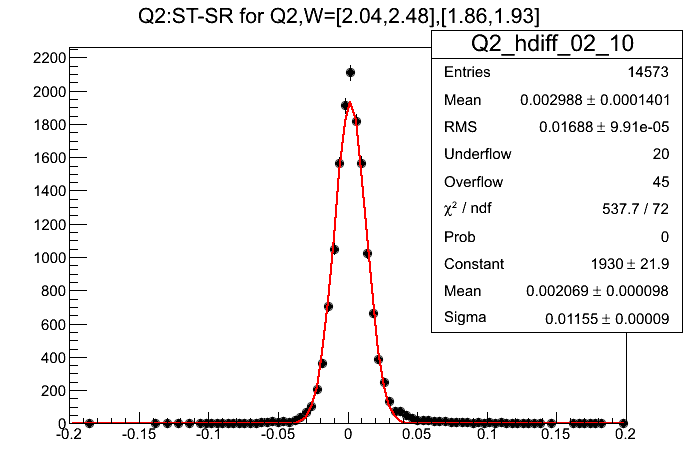 Q2:ST-SR for Q2,W=[2.04,2.48],[1.86,1.93]
Q2_hdiff_02_10
Entries 14573
Mean 0.002988 ± 0.0001401
RMS 0.01688 ± 9.91e-05
Underflow 20
Overflow 45
χ² / ndf 537.7 / 72
Prob 0
Constant 1930 ± 21.9
Mean 0.002069 ± 0.000098
Sigma 0.01155 ± 0.00009
2200
2000
1800
1600
1400
1200
1000
800
600
400
200
0
-0.2 -0.15 -0.1 -0.05 0 0.05 0.1 0.15 0.2